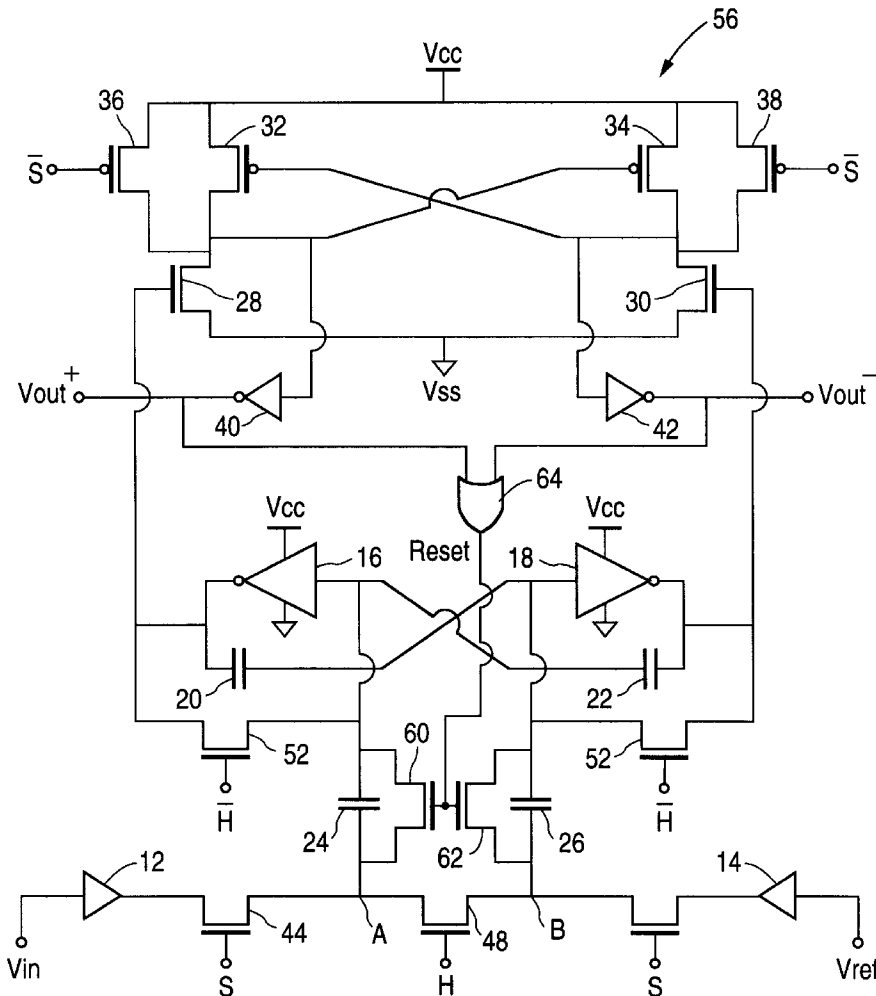 56
Vcc
36 32 34 38
S̅ S̅
28 30
Vss
Vout⁺ Vout⁻
40 42
64
Vcc Reset Vcc
16 18
20 22
52 60 52
H̅ H̅
24 62 26
12 14
44 A 48 B
Vin S H S Vref